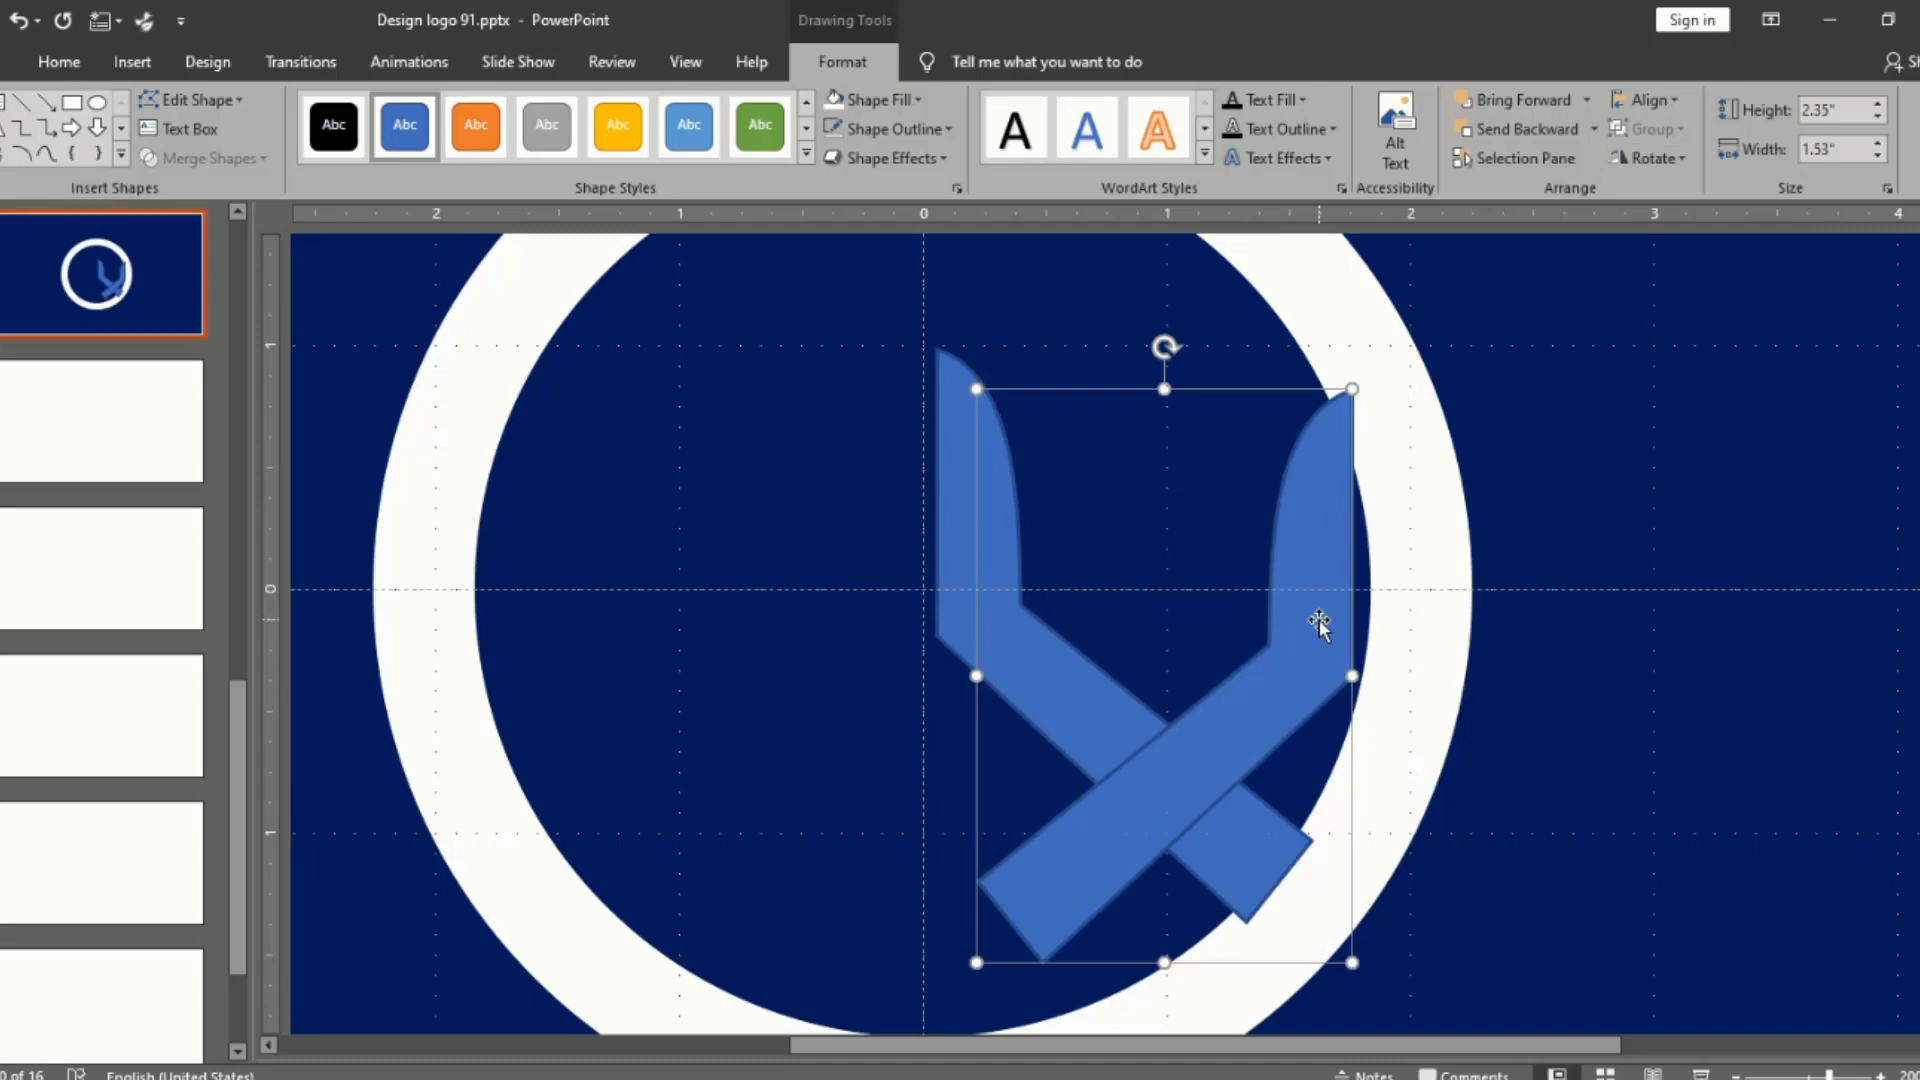 Design logo 91.pptx - PowerPoint
Drawing Tools
Sign in
Home Insert Design Transitions Animations Slide Show Review View Help Format Tell me what you want to do
Edit Shape
Text Box
Merge Shapes
Insert Shapes
Abc Abc Abc Abc Abc Abc Abc
Shape Styles
Shape Fill
Shape Outline
Shape Effects
A A A
WordArt Styles
Text Fill
Text Outline
Text Effects
Alt
Text
Accessibility
Bring Forward
Send Backward
Selection Pane
Align
Group
Rotate
Arrange
Height: 2.35"
Width: 1.53"
Size
2 1 0 1 2 3 4
1
0
1
of 16 English (United States) Notes Comments